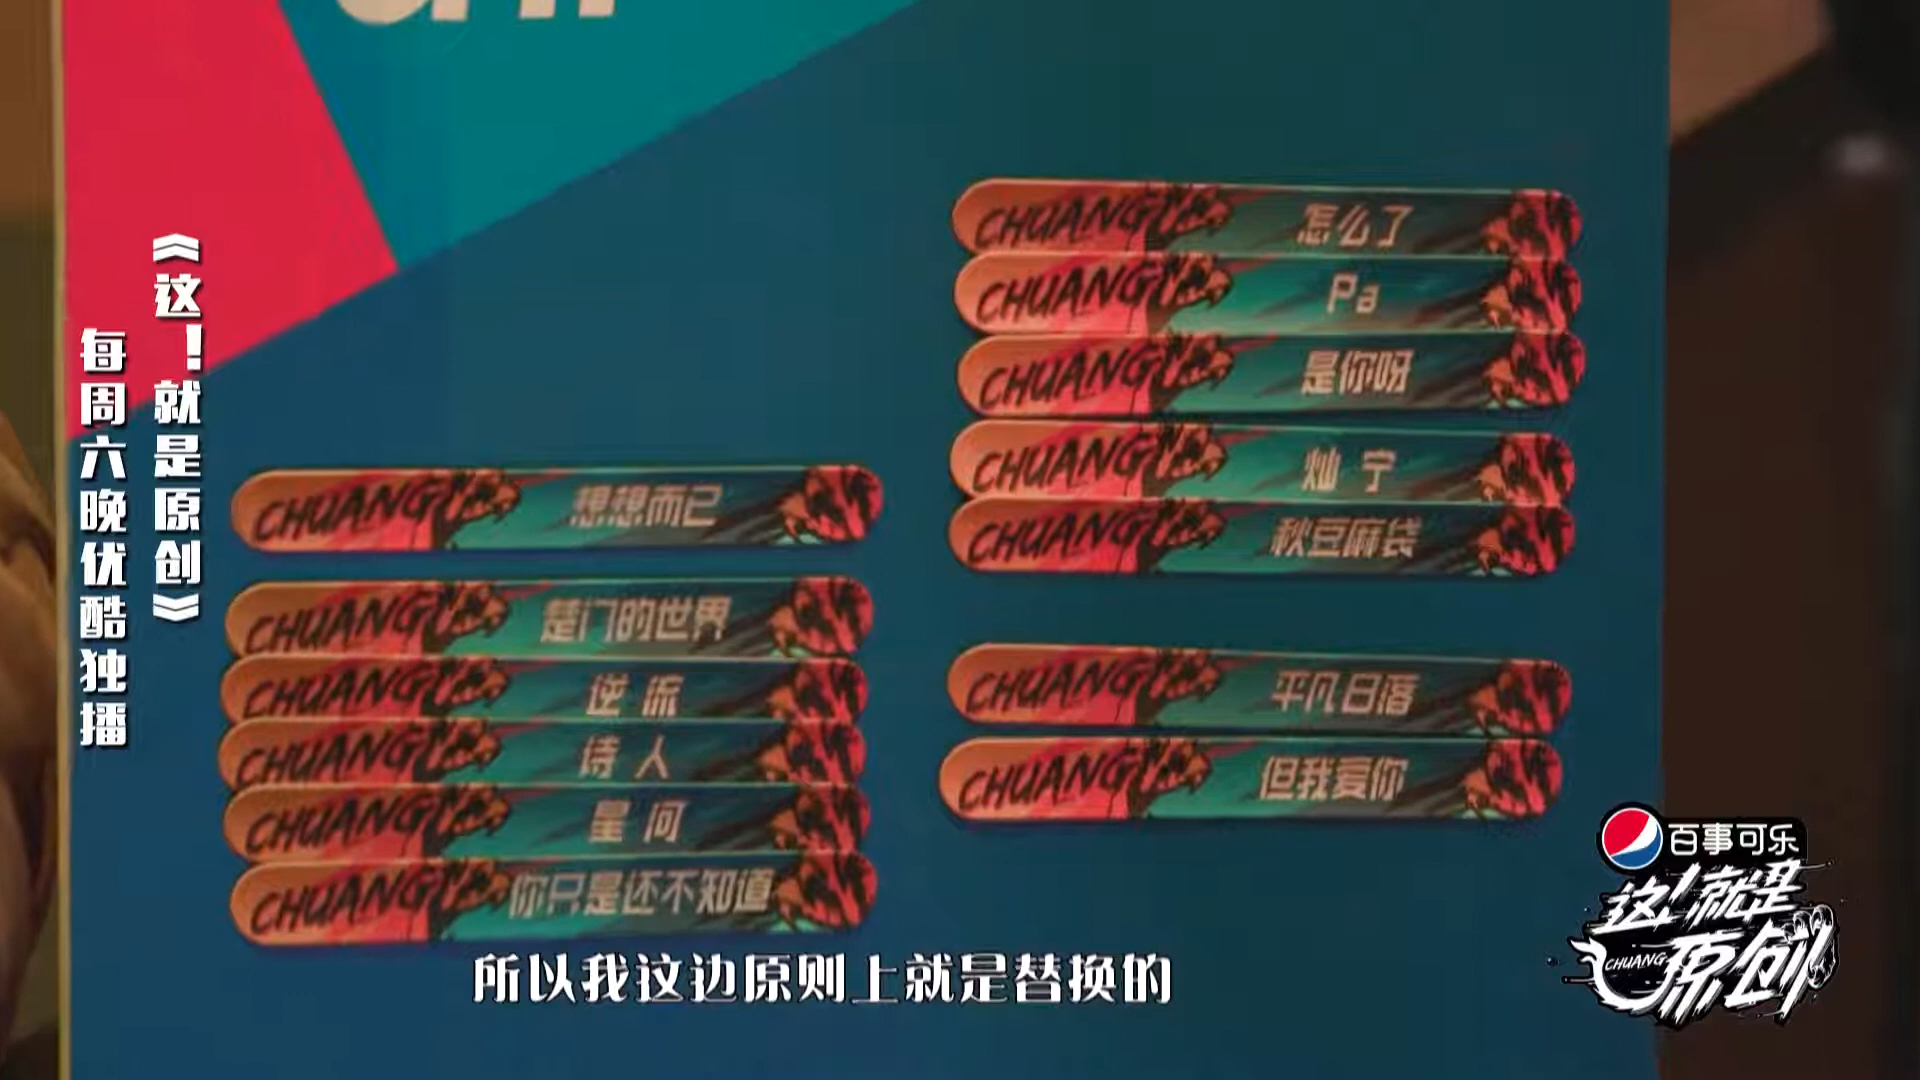 《这！就是原创》
每周六晚优酷独播
CHUANG 想想而已
CHUANG 楚门的世界
CHUANG 逆流
CHUANG 诗人
CHUANG 星问
CHUANG 你只是还不知道
CHUANG 怎么了
CHUANG Pa
CHUANG 是你呀
CHUANG 灿宁
CHUANG 秋豆麻袋
CHUANG 平凡日落
CHUANG 但我爱你
所以我这边原则上就是替换的
百事可乐
这！就是
CHUANG 原创